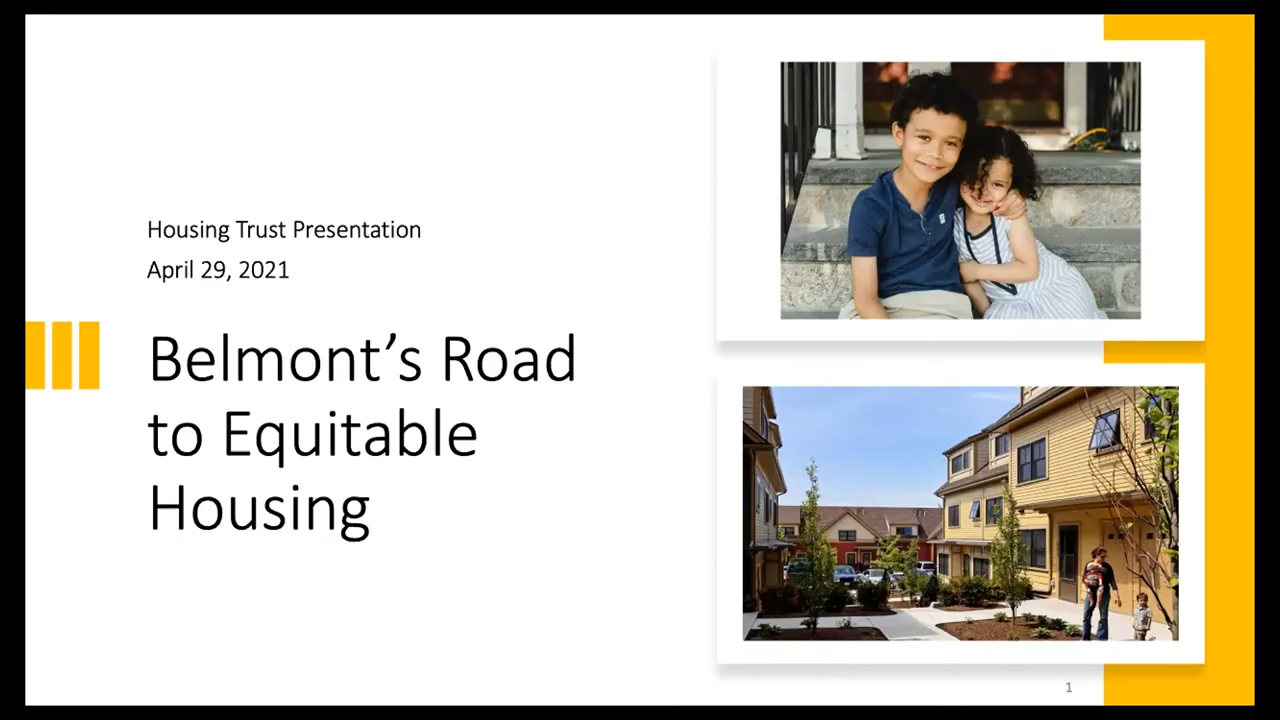 Housing Trust Presentation
April 29, 2021
Belmont’s Road
to Equitable
Housing
1